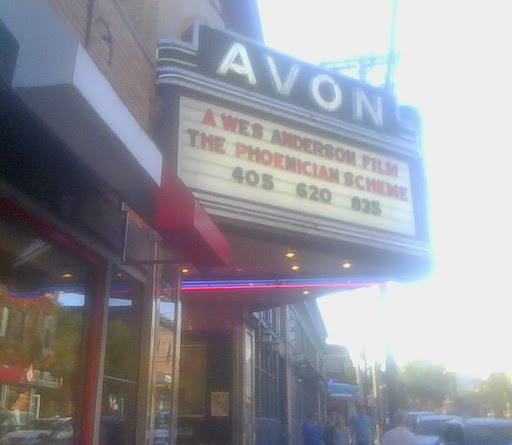 AVON
A WES ANDERSON FILM
THE PHOENICIAN SCHEME
405 620 835